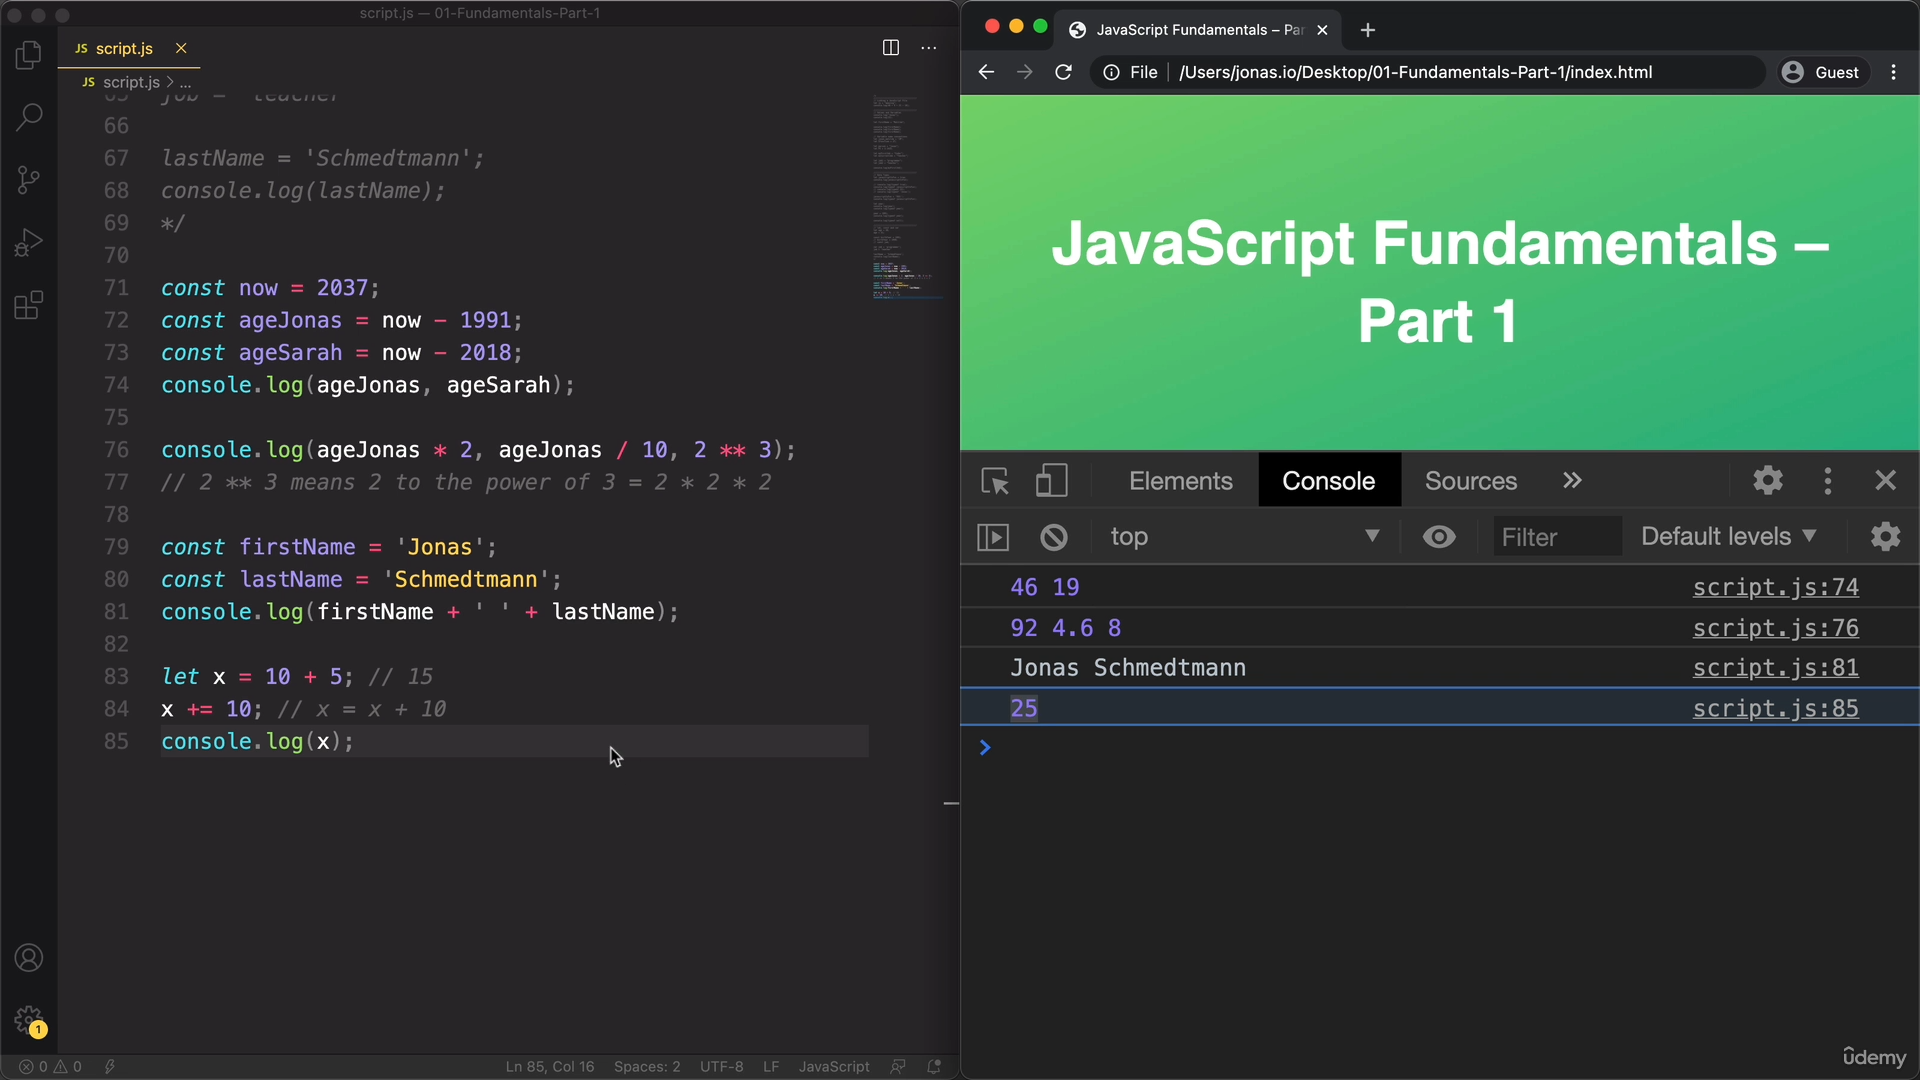 script.js — 01-Fundamentals-Part-1
JS script.js ×
JS script.js > ...
job = 'teacher'
66
67 lastName = 'Schmedtmann';
68 console.log(lastName);
69 */
70
71 const now = 2037;
72 const ageJonas = now - 1991;
73 const ageSarah = now - 2018;
74 console.log(ageJonas, ageSarah);
75
76 console.log(ageJonas * 2, ageJonas / 10, 2 ** 3);
77 // 2 ** 3 means 2 to the power of 3 = 2 * 2 * 2
78
79 const firstName = 'Jonas';
80 const lastName = 'Schmedtmann';
81 console.log(firstName + ' ' + lastName);
82
83 let x = 10 + 5; // 15
84 x += 10; // x = x + 10
85 console.log(x);
1
0 0 Ln 85, Col 16 Spaces: 2 UTF-8 LF JavaScript
JavaScript Fundamentals – Par ×
File /Users/jonas.io/Desktop/01-Fundamentals-Part-1/index.html Guest
JavaScript Fundamentals –
Part 1
Elements Console Sources »
top Filter Default levels
46 19 script.js:74
92 4.6 8 script.js:76
Jonas Schmedtmann script.js:81
25 script.js:85
>
ûdemy